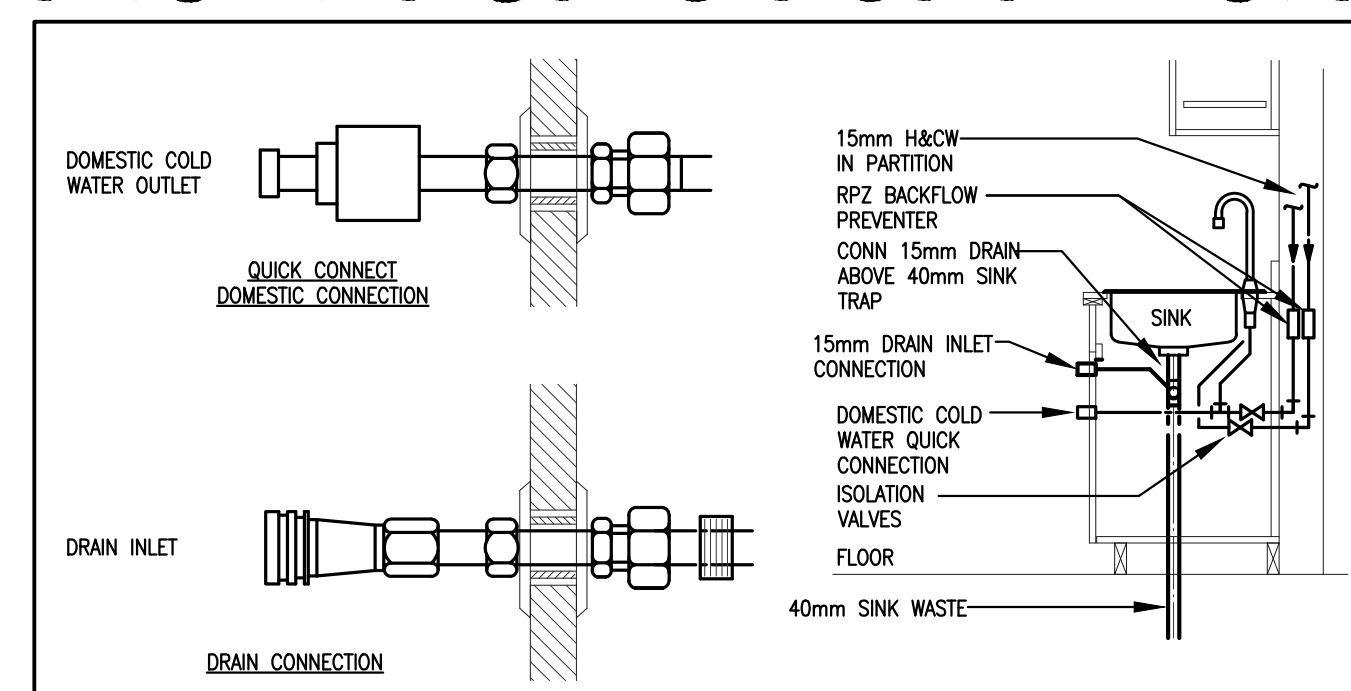 DOMESTIC COLD
WATER OUTLET
QUICK CONNECT
DOMESTIC CONNECTION
DRAIN INLET
DRAIN CONNECTION
15mm H&CW
IN PARTITION
RPZ BACKFLOW
PREVENTER
CONN 15mm DRAIN
ABOVE 40mm SINK
TRAP
SINK
15mm DRAIN INLET
CONNECTION
DOMESTIC COLD
WATER QUICK
CONNECTION
ISOLATION
VALVES
FLOOR
40mm SINK WASTE